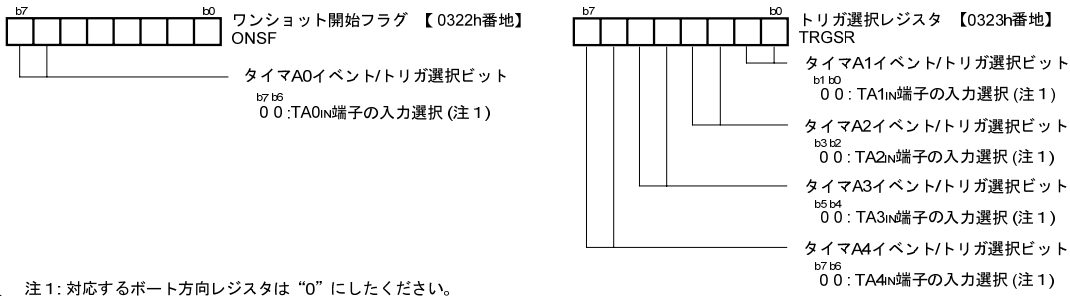 b7 b0 ワンショット開始フラグ 【 0322h番地】
ONSF
タイマA0イベント/トリガ選択ビット
b7 b6
0 0 :TA0IN端子の入力選択 (注１)
b7 b0 トリガ選択レジスタ 【0323h番地】
TRGSR
タイマA1イベント/トリガ選択ビット
b1 b0
0 0 : TA1IN端子の入力選択 (注１)
タイマA2イベント/トリガ選択ビット
b3 b2
0 0 : TA2IN端子の入力選択 (注１)
タイマA3イベント/トリガ選択ビット
b5 b4
0 0 : TA3IN端子の入力選択 (注１)
タイマA4イベント/トリガ選択ビット
b7 b6
0 0 : TA4IN端子の入力選択 (注１)
注１: 対応するポート方向レジスタは“0”にしたください。